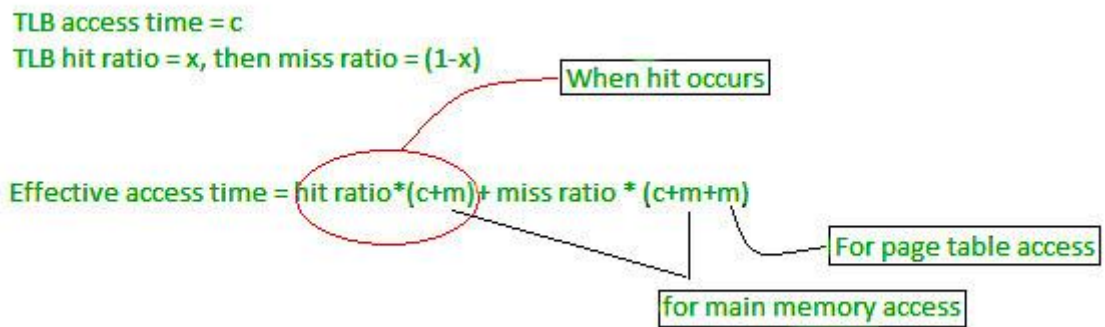 TLB access time = c
TLB hit ratio = x, then miss ratio = (1-x)
When hit occurs
Effective access time = hit ratio*(c+m)+ miss ratio * (c+m+m)
For page table access
for main memory access